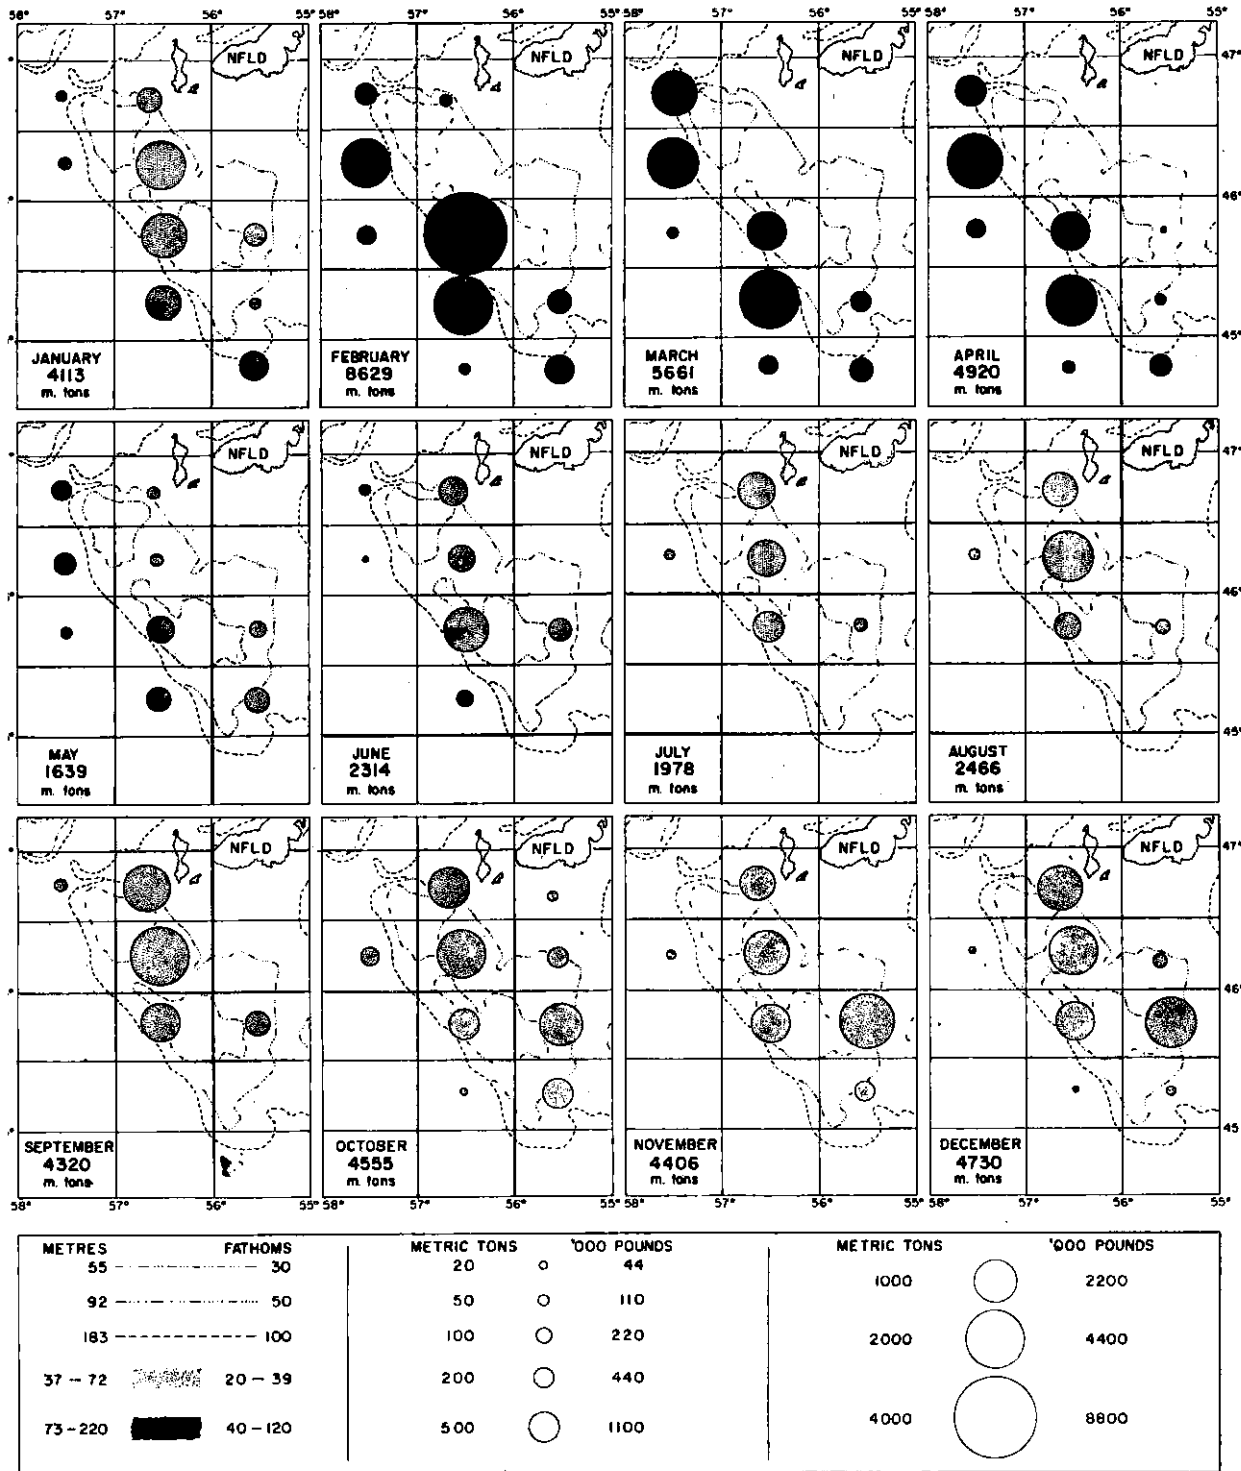 58° 57° 56° 58° 57° 56° 58° 57° 56° 58° 57° 56° 55°
NFLD NFLD NFLD NFLD 47°
46°
45°
JANUARY
4113
m. tons
FEBRUARY
8629
m. tons
MARCH
5661
m. tons
APRIL
4920
m. tons
NFLD NFLD NFLD NFLD 47°
46°
45°
MAY
1639
m. tons
JUNE
2314
m. tons
JULY
1978
m. tons
AUGUST
2466
m. tons
NFLD NFLD NFLD NFLD 47°
46°
45°
SEPTEMBER
4320
m. tons
OCTOBER
4555
m. tons
NOVEMBER
4406
m. tons
DECEMBER
4730
m. tons
58° 57° 56° 55° 57° 56° 55° 57° 56° 55° 57° 56° 55°
METRES FATHOMS
55 30
92 50
183 100
37 – 72 20 – 39
73 – 220 40 – 120
METRIC TONS '000 POUNDS
20 44
50 110
100 220
200 440
500 1100
METRIC TONS '000 POUNDS
1000 2200
2000 4400
4000 8800